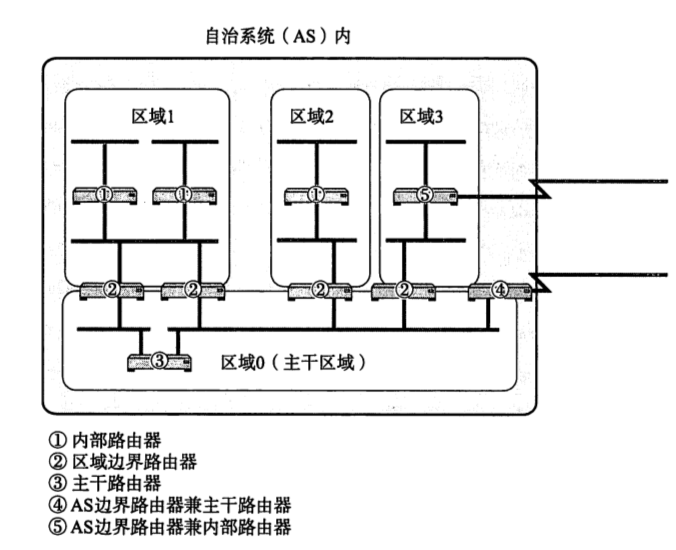 自治系统（AS）内
区域1
区域2
区域3
①
①
①
⑤
②
②
②
②
④
③
区域0（主干区域）
① 内部路由器
② 区域边界路由器
③ 主干路由器
④ AS边界路由器兼主干路由器
⑤ AS边界路由器兼内部路由器